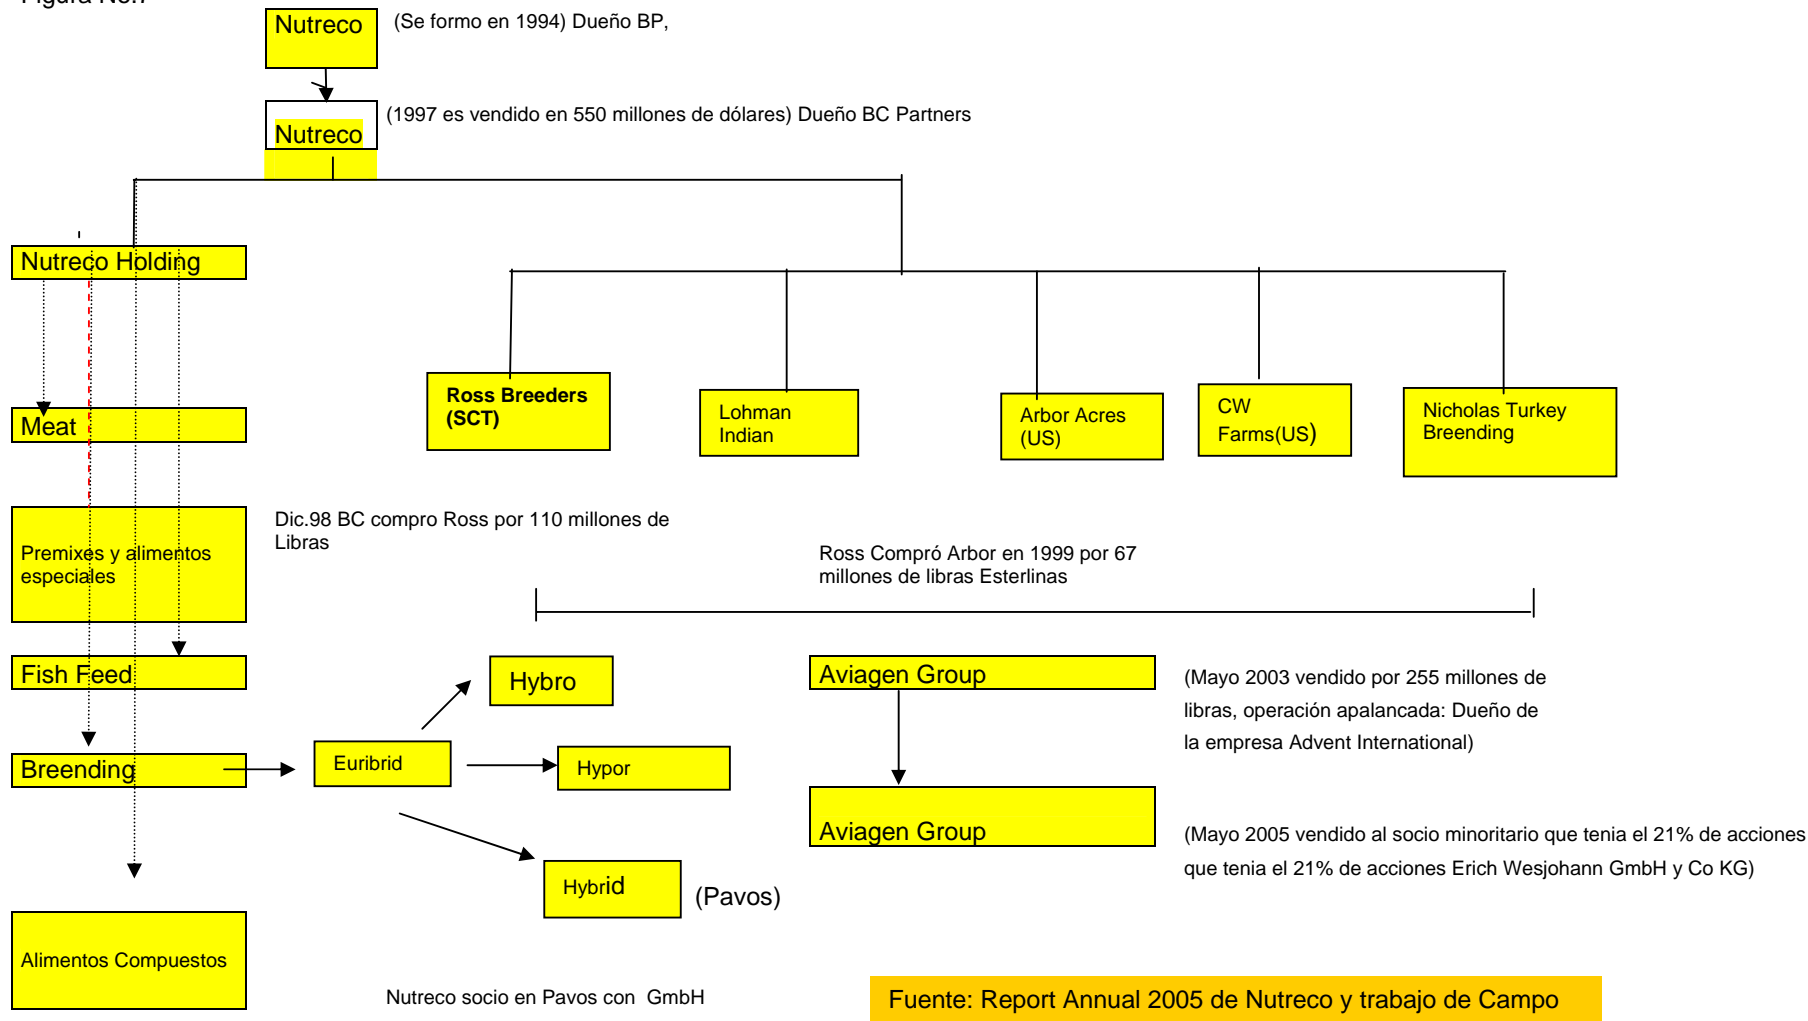 Figura No.7
Nutreco
(Se formo en 1994) Dueño BP,
(1997 es vendido en 550 millones de dólares) Dueño BC Partners
Nutreco
Nutreco Holding
Meat
Ross Breeders
(SCT)
Lohman
Indian
Arbor Acres
(US)
CW
Farms(US)
Nicholas Turkey
Breending
Premixes y alimentos
especiales
Dic.98 BC compro Ross por 110 millones de
Libras
Ross Compró Arbor en 1999 por 67
millones de libras Esterlinas
Fish Feed
Hybro
Aviagen Group
(Mayo 2003 vendido por 255 millones de
libras, operación apalancada: Dueño de
la empresa Advent International)
Breending
Euribrid
Hypor
Aviagen Group
(Mayo 2005 vendido al socio minoritario que tenia el 21% de acciones
que tenia el 21% de acciones Erich Wesjohann GmbH y Co KG)
Hybrid
(Pavos)
Alimentos Compuestos
Nutreco socio en Pavos con GmbH
Fuente: Report Annual 2005 de Nutreco y trabajo de Campo